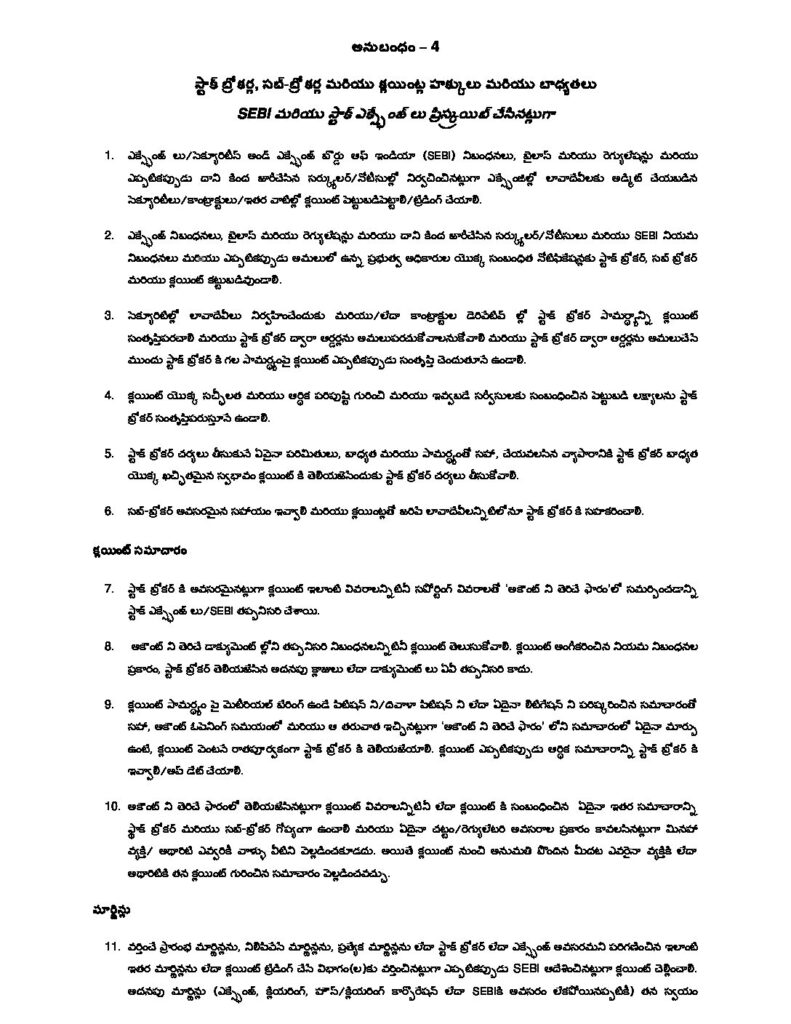 అనుబంధం – 4
స్టాక్ బ్రోకర్ల, సబ్-బ్రోకర్ల మరియు క్లయింట్ల హక్కులు మరియు బాధ్యతలు
SEBI మరియు స్టాక్ ఎక్స్ఛేంజ్ లు ప్రిస్క్రయిబ్ చేసినట్లుగా
1. ఎక్స్ఛేంజ్ లు/సెక్యూరిటీస్ అండ్ ఎక్స్ఛేంజ్ బోర్డు ఆఫ్ ఇండియా (SEBI) నిబంధనలు, బైలాస్ మరియు రెగ్యులేషన్లు మరియు
ఎప్పటికప్పుడు దాని కింద జారీచేసిన సర్క్యులర్/నోటీసుల్లో నిర్వచించినట్లుగా ఎక్స్ఛేంజీల్లో లావాదేవీలకు అడ్మిట్ చేయబడిన
సెక్యూరిటీలు/కాంట్రాక్టులు/ఇతర వాటిల్లో క్లయింట్ పెట్టుబడిపెట్టాలి/ట్రేడింగ్ చేయాలి.
2. ఎక్స్ఛేంజ్ నిబంధనలు, బైలాస్ మరియు రెగ్యులేషన్లు మరియు దాని కింద జారీచేసిన సర్క్యులర్/నోటీసులు మరియు SEBI నియమ
నిబంధనలు మరియు ఎప్పటికప్పుడు అమలులో ఉన్న ప్రభుత్వ అధికారుల యొక్క సంబంధిత నోటిఫికేషన్లకు స్టాక్ బ్రోకర్, సబ్ బ్రోకర్
మరియు క్లయింట్ కట్టుబడివుండాలి.
3. సెక్యూరిటీల్లో లావాదేవీలు నిర్వహించేందుకు మరియు/లేదా కాంట్రాక్టుల డెరివేటివ్ ల్లో స్టాక్ బ్రోకర్ సామర్థ్యాన్ని క్లయింట్
సంతృప్తిపరచాలి మరియు స్టాక్ బ్రోకర్ ద్వారా ఆర్డర్లను అమలుపరచుకోవాలనుకోవాలి మరియు స్టాక్ బ్రోకర్ ద్వారా ఆర్డర్లను అమలుచేసే
ముందు స్టాక్ బ్రోకర్ కి గల సామర్థ్యంపై క్లయింట్ ఎప్పటికప్పుడు సంతృప్తి చెందుతూనే ఉండాలి.
4. క్లయింట్ యొక్క సచ్ఛీలత మరియు ఆర్థిక పరిపుష్టి గురించి మరియు ఇవ్వబడే సర్వీసులకు సంబంధించిన పెట్టుబడి లక్ష్యాలను స్టాక్
బ్రోకర్ సంతృప్తిపరుస్తూనే ఉండాలి.
5. స్టాక్ బ్రోకర్ చర్యలు తీసుకునే ఏవైనా పరిమితులు, బాధ్యత మరియు సామర్థ్యంతో సహా, చేయవలసిన వ్యాపారానికి స్టాక్ బ్రోకర్ బాధ్యత
యొక్క ఖచ్చితమైన స్వభావం క్లయింట్ కి తెలియజేసేందుకు స్టాక్ బ్రోకర్ చర్యలు తీసుకోవాలి.
6. సబ్-బ్రోకర్ అవసరమైన సహాయం ఇవ్వాలి మరియు క్లయింట్లతో జరిపే లావాదేవీలన్నిటిలోనూ స్టాక్ బ్రోకర్ కి సహకరించాలి.
క్లయింట్ సమాచారం
7. స్టాక్ బ్రోకర్ కి అవసరమైనట్లుగా క్లయింట్ ఇలాంటి వివరాలన్నిటినీ సపోర్టింగ్ వివరాలతో 'అకౌంట్ ని తెరిచే ఫారం'లో సమర్పించడాన్ని
స్టాక్ ఎక్స్ఛేంజ్ లు/SEBI తప్పనిసరి చేశాయి.
8. అకౌంట్ ని తెరిచే డాక్యుమెంట్ ల్లోని తప్పనిసరి నిబంధనలన్నిటినీ క్లయింట్ తెలుసుకోవాలి. క్లయింట్ అంగీకరించిన నియమ నిబంధనల
ప్రకారం, స్టాక్ బ్రోకర్ తెలియజేసిన అదనపు క్లాజులు లేదా డాక్యుమెంట్ లు ఏవీ తప్పనిసరి కాదు.
9. క్లయింట్ సామర్థ్యం పై మెటీరియల్ బేరింగ్ ఉండే పిటిషన్ ని/దివాళా పిటిషన్ ని లేదా ఏదైనా లిటిగేషన్ ని పరిష్కరించిన సమాచారంతో
సహా, అకౌంట్ ఓపెనింగ్ సమయంలో మరియు ఆ తరువాత ఇచ్చినట్లుగా 'అకౌంట్ ని తెరిచే ఫారం' లోని సమాచారంలో ఏదైనా మార్పు
ఉంటే, క్లయింట్ వెంటనే రాతపూర్వకంగా స్టాక్ బ్రోకర్ కి తెలియజేయాలి. క్లయింట్ ఎప్పటికప్పుడు ఆర్థిక సమాచారాన్ని స్టాక్ బ్రోకర్ కి
ఇవ్వాలి/అప్ డేట్ చేయాలి.
10. అకౌంట్ ని తెరిచే ఫారంలో తెలియజేసినట్లుగా క్లయింట్ వివరాలన్నిటినీ లేదా క్లయింట్ కి సంబంధించిన ఏదైనా ఇతర సమాచారాన్ని
స్టాక్ బ్రోకర్ మరియు సబ్-బ్రోకర్ గోప్యంగా ఉంచాలి మరియు ఏదైనా చట్టం/రెగ్యులేటరీ అవసరాల ప్రకారం కావలసినట్లుగా మినహా
వ్యక్తి/ అథారిటీ ఎవ్వరికీ వాళ్ళు వీటిని వెల్లడించకూడదు. అయితే క్లయింట్ నుంచి అనుమతి పొందిన మీదట ఎవరైనా వ్యక్తికి లేదా
అథారిటీకి తన క్లయింట్ గురించిన సమాచారం వెల్లడించవచ్చు.
మార్జిన్లు
11. వర్తించే ప్రారంభ మార్జిన్లను, నిలిపివేసే మార్జిన్లను, ప్రత్యేక మార్జిన్లను లేదా స్టాక్ బ్రోకర్ లేదా ఎక్స్ఛేంజ్ అవసరమని పరిగణించిన ఇలాంటి
ఇతర మార్జిన్లను లేదా క్లయింట్ ట్రేడింగ్ చేసే విభాగం(ల)కు వర్తించినట్లుగా ఎప్పటికప్పుడు SEBI ఆదేశించినట్లుగా క్లయింట్ చెల్లించాలి.
అదనపు మార్జిన్లు (ఎక్స్ఛేంజ్, క్లియరింగ్, హౌస్/క్లియరింగ్ కార్పొరేషన్ లేదా SEBIకి అవసరం లేకపోయినప్పటికీ) తన స్వయం